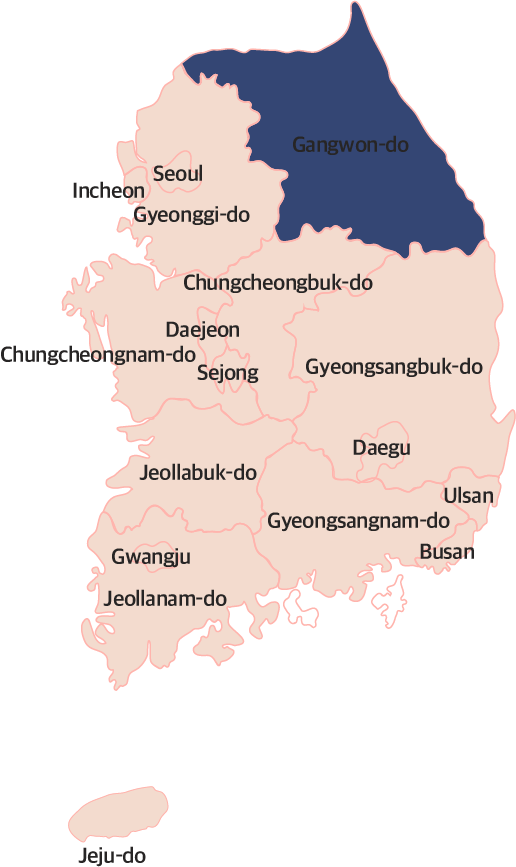 Gangwon-do
Seoul
Incheon
Gyeonggi-do
Chungcheongbuk-do
Daejeon
Chungcheongnam-do
Sejong
Gyeongsangbuk-do
Daegu
Jeollabuk-do
Ulsan
Gyeongsangnam-do
Busan
Gwangju
Jeollanam-do
Jeju-do